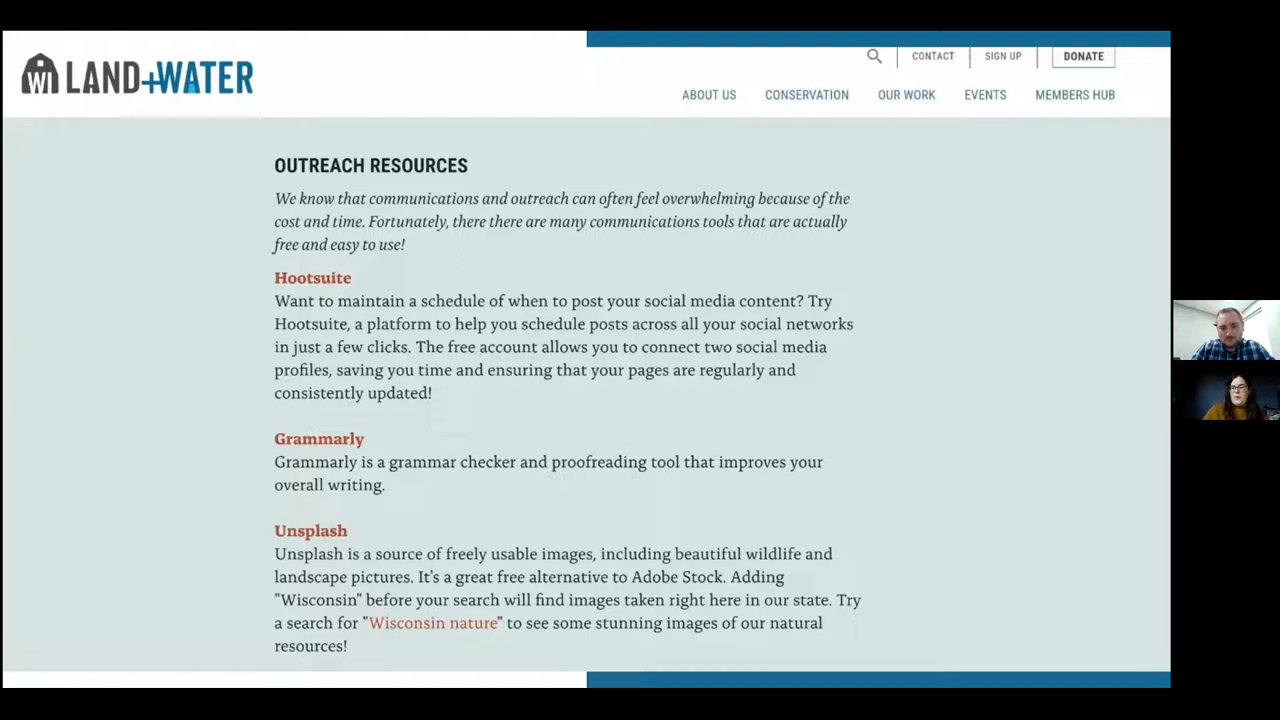 WI LAND+WATER
CONTACT
SIGN UP
DONATE
ABOUT US
CONSERVATION
OUR WORK
EVENTS
MEMBERS HUB
OUTREACH RESOURCES
We know that communications and outreach can often feel overwhelming because of the
cost and time. Fortunately, there there are many communications tools that are actually
free and easy to use!
Hootsuite
Want to maintain a schedule of when to post your social media content? Try
Hootsuite, a platform to help you schedule posts across all your social networks
in just a few clicks. The free account allows you to connect two social media
profiles, saving you time and ensuring that your pages are regularly and
consistently updated!
Grammarly
Grammarly is a grammar checker and proofreading tool that improves your
overall writing.
Unsplash
Unsplash is a source of freely usable images, including beautiful wildlife and
landscape pictures. It's a great free alternative to Adobe Stock. Adding
"Wisconsin" before your search will find images taken right here in our state. Try
a search for "Wisconsin nature" to see some stunning images of our natural
resources!